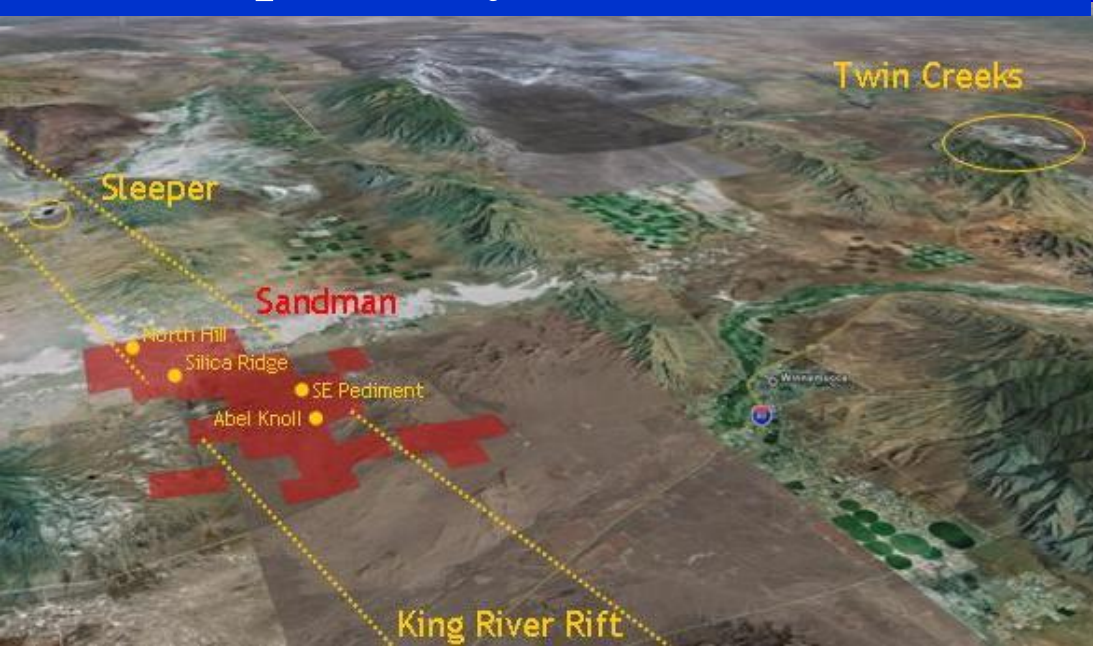 Twin Creeks
Sleeper
Sandman
North Hill
Silica Ridge
SE Pediment
Abel Knoll
Winnemucca
King River Rift